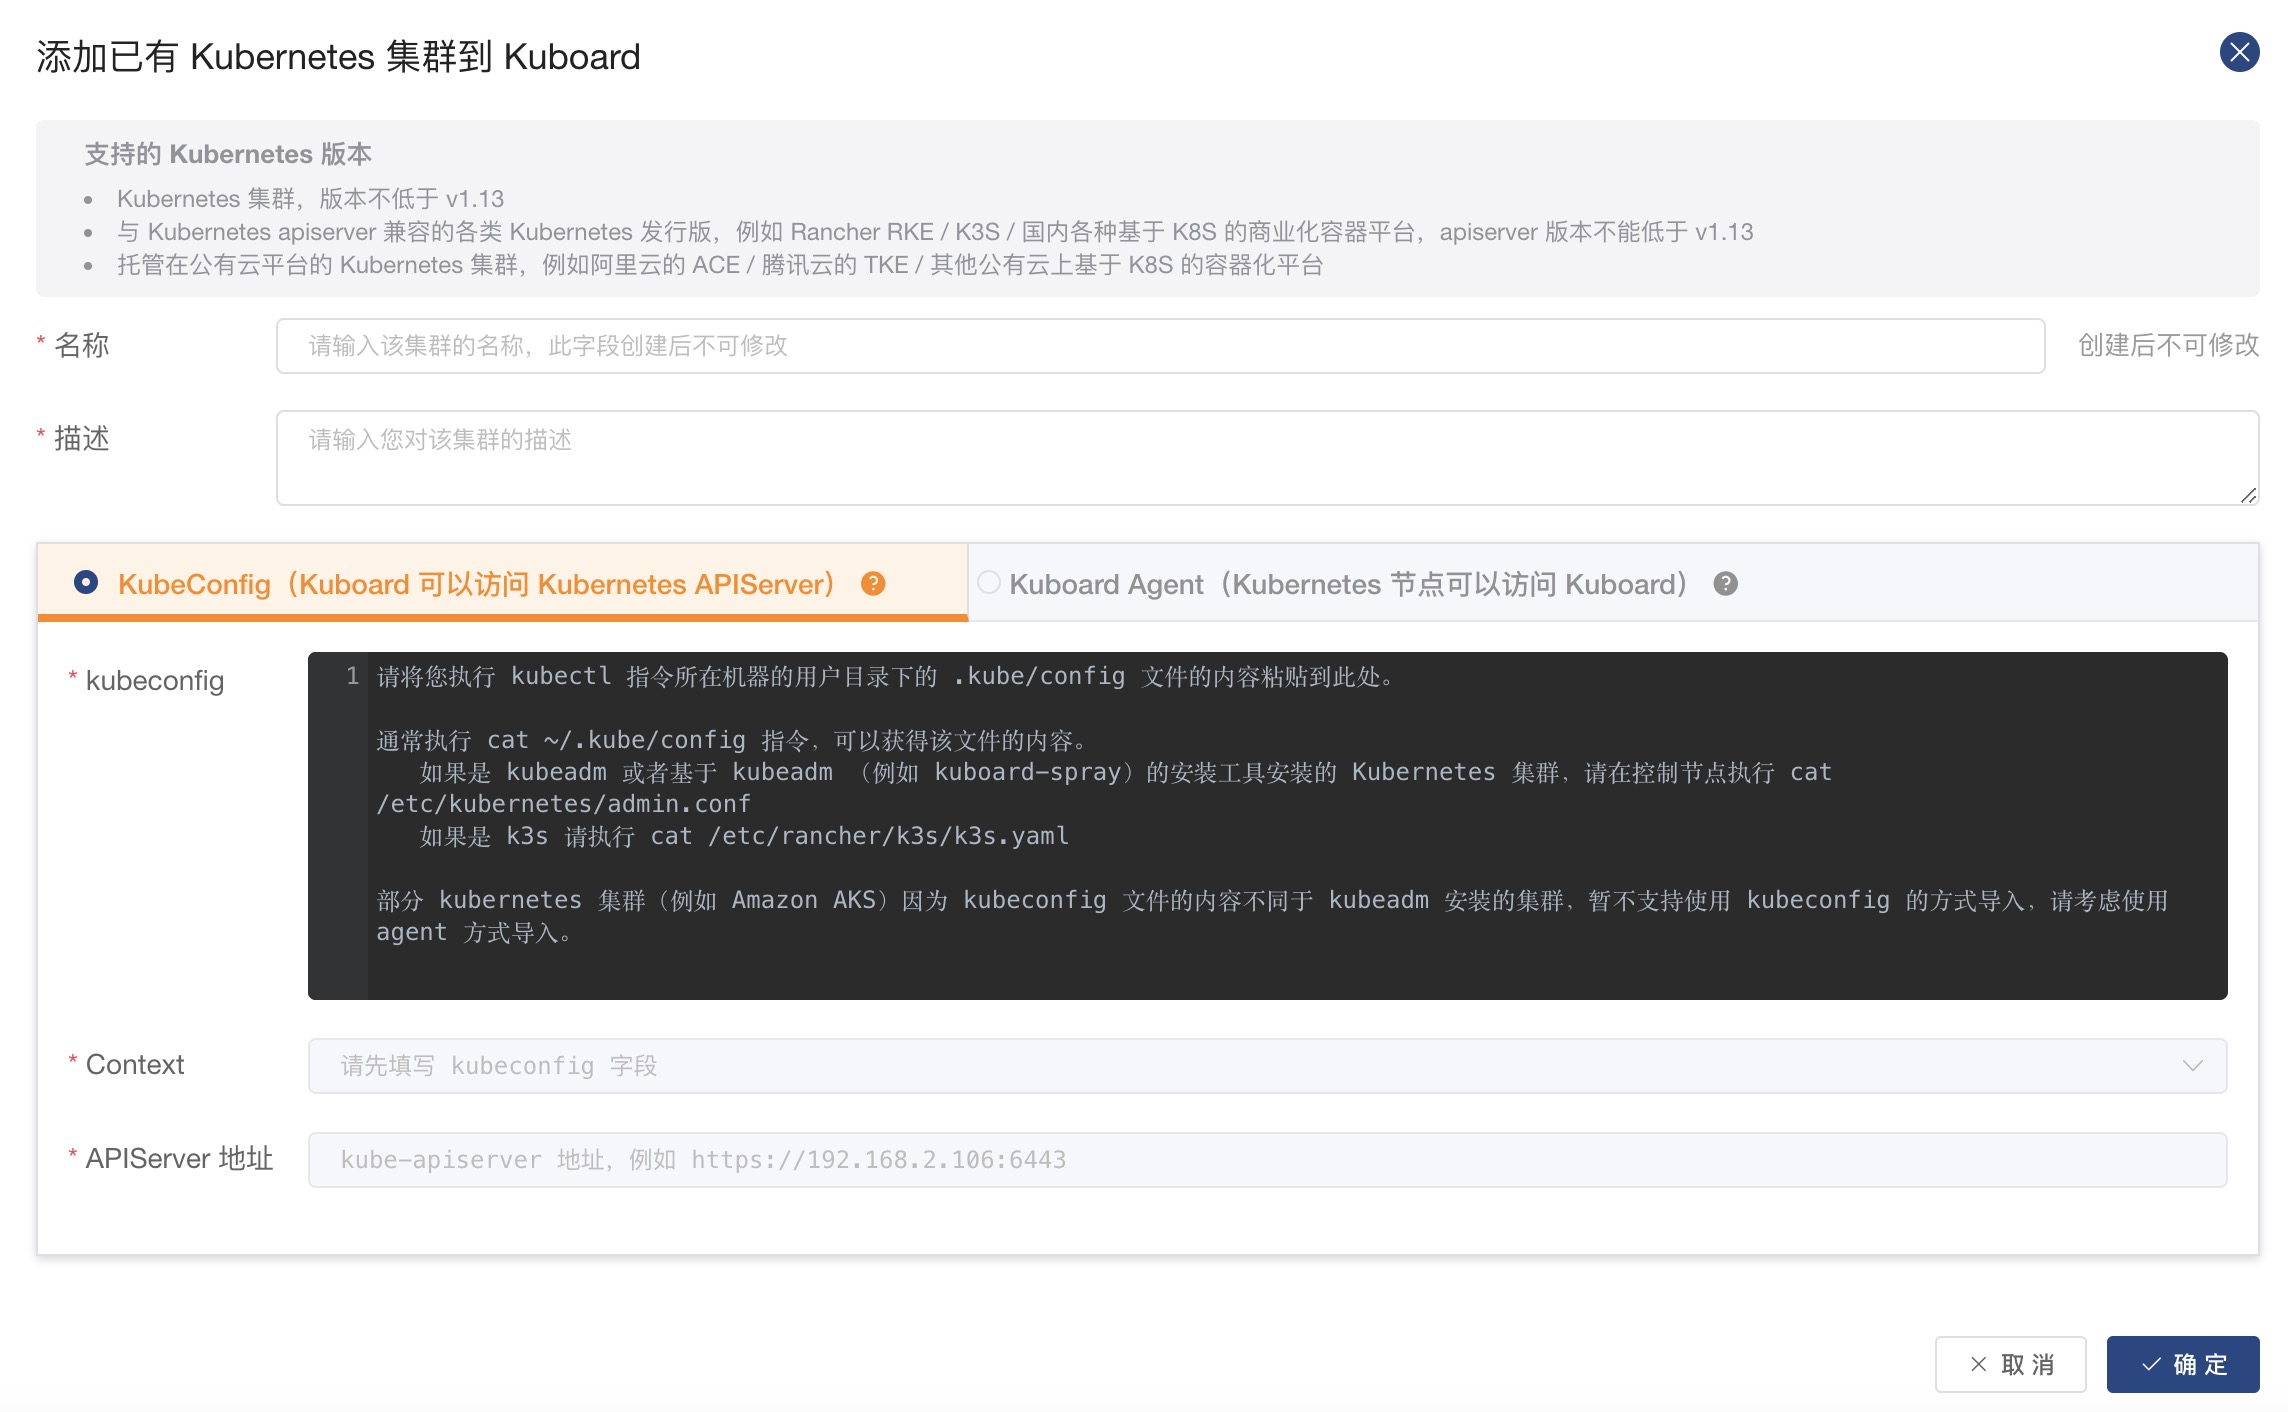 添加已有 Kubernetes 集群到 Kuboard
支持的 Kubernetes 版本
Kubernetes 集群，版本不低于 v1.13
与 Kubernetes apiserver 兼容的各类 Kubernetes 发行版，例如 Rancher RKE / K3S / 国内各种基于 K8S 的商业化容器平台，apiserver 版本不能低于 v1.13
托管在公有云平台的 Kubernetes 集群，例如阿里云的 ACE / 腾讯云的 TKE / 其他公有云上基于 K8S 的容器化平台
* 名称 请输入该集群的名称，此字段创建后不可修改 创建后不可修改
* 描述 请输入您对该集群的描述
KubeConfig（Kuboard 可以访问 Kubernetes APIServer） ? Kuboard Agent（Kubernetes 节点可以访问 Kuboard） ?
* kubeconfig 1 请将您执行 kubectl 指令所在机器的用户目录下的 .kube/config 文件的内容粘贴到此处。
通常执行 cat ~/.kube/config 指令，可以获得该文件的内容。
如果是 kubeadm 或者基于 kubeadm （例如 kuboard-spray）的安装工具安装的 Kubernetes 集群，请在控制节点执行 cat
/etc/kubernetes/admin.conf
如果是 k3s 请执行 cat /etc/rancher/k3s/k3s.yaml
部分 kubernetes 集群（例如 Amazon AKS）因为 kubeconfig 文件的内容不同于 kubeadm 安装的集群，暂不支持使用 kubeconfig 的方式导入，请考虑使用
agent 方式导入。
* Context 请先填写 kubeconfig 字段
* APIServer 地址 kube-apiserver 地址，例如 https://192.168.2.106:6443
取 消 确 定